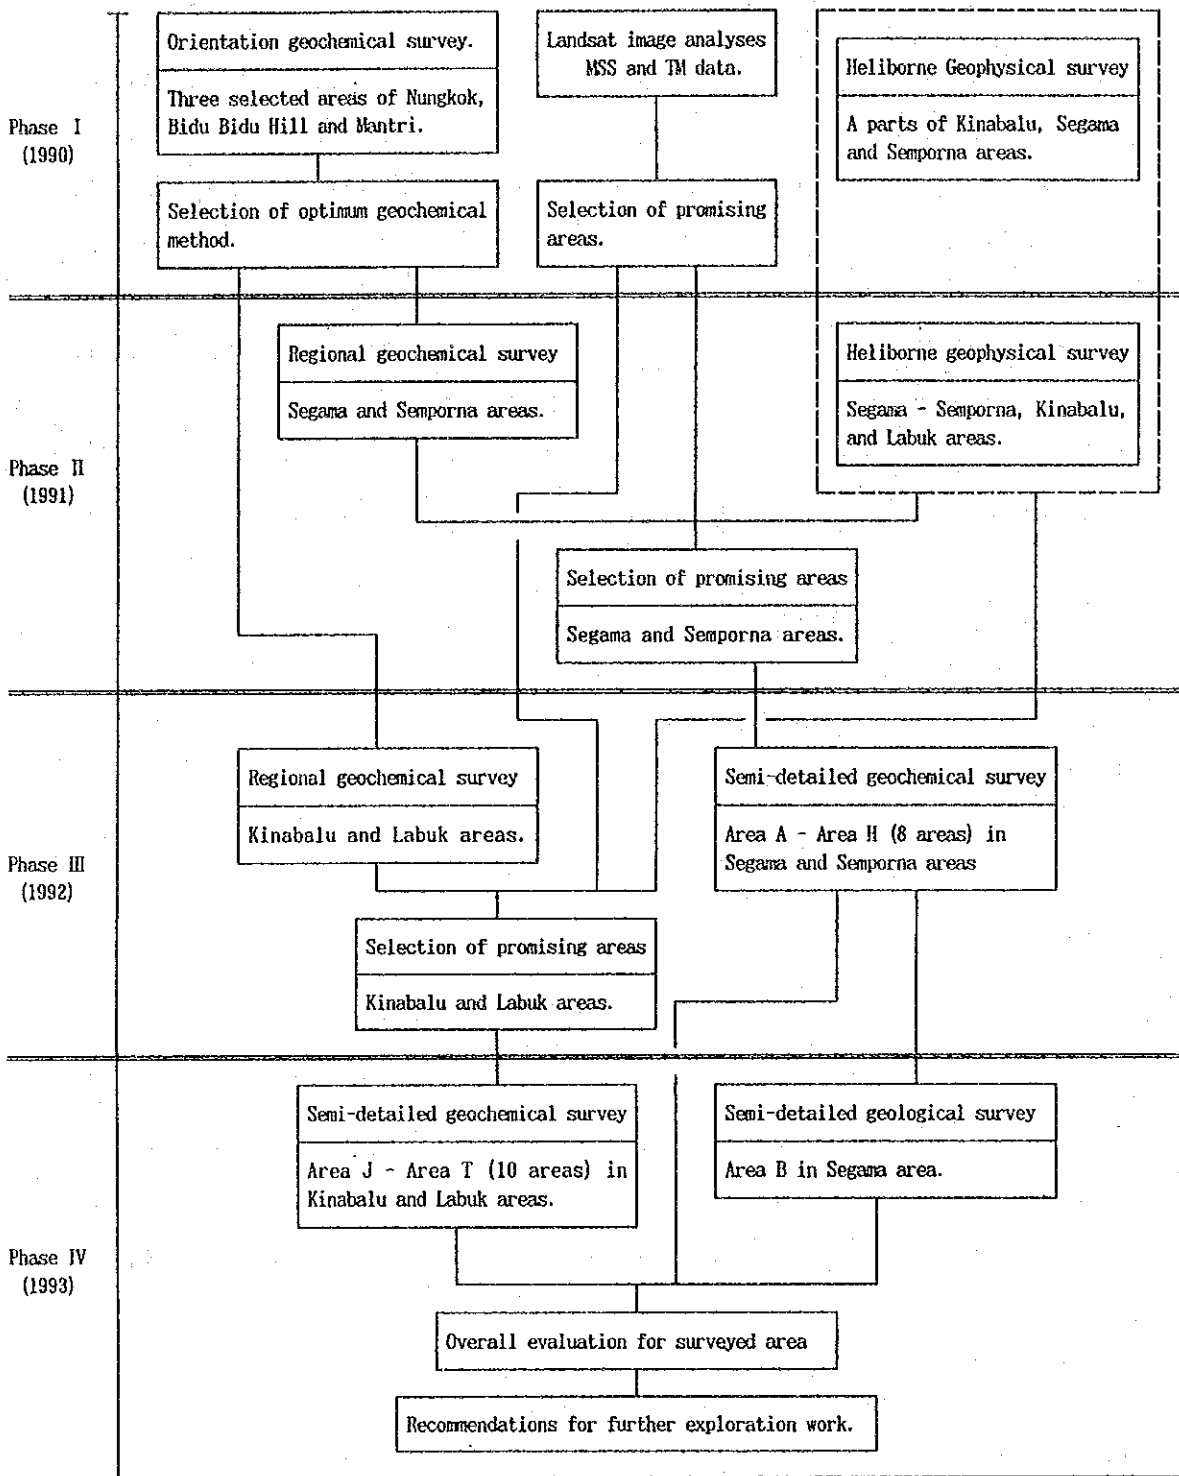 Phase I
(1990)
Orientation geochemical survey.
Three selected areas of Nungkok,
Bidu Bidu Hill and Mantri.
Selection of optimum geochemical
method.
Landsat image analyses
MSS and TM data.
Selection of promising
areas.
Heliborne Geophysical survey
A parts of Kinabalu, Segama
and Semporna areas.
Phase II
(1991)
Regional geochemical survey
Segama and Semporna areas.
Heliborne geophysical survey
Segama - Semporna, Kinabalu,
and Labuk areas.
Selection of promising areas
Segama and Semporna areas.
Phase III
(1992)
Regional geochemical survey
Kinabalu and Labuk areas.
Semi-detailed geochemical survey
Area A - Area H (8 areas) in
Segama and Semporna areas
Selection of promising areas
Kinabalu and Labuk areas.
Phase IV
(1993)
Semi-detailed geochemical survey
Area J - Area T (10 areas) in
Kinabalu and Labuk areas.
Semi-detailed geological survey
Area B in Segama area.
Overall evaluation for surveyed area
Recommendations for further exploration work.